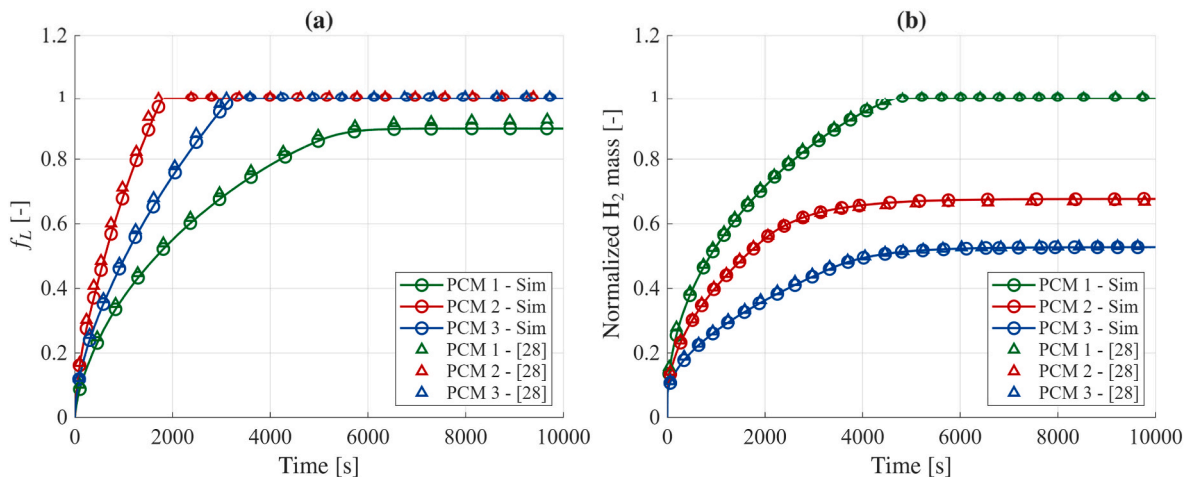 (a)
1.2
1
0.8
0.6
0.4
0.2
0
f_L [-]
0 2000 4000 6000 8000 10000
Time [s]
PCM 1 - Sim
PCM 2 - Sim
PCM 3 - Sim
PCM 1 - [28]
PCM 2 - [28]
PCM 3 - [28]
(b)
1.2
1
0.8
0.6
0.4
0.2
0
Normalized H₂ mass [-]
0 2000 4000 6000 8000 10000
Time [s]
PCM 1 - Sim
PCM 2 - Sim
PCM 3 - Sim
PCM 1 - [28]
PCM 2 - [28]
PCM 3 - [28]